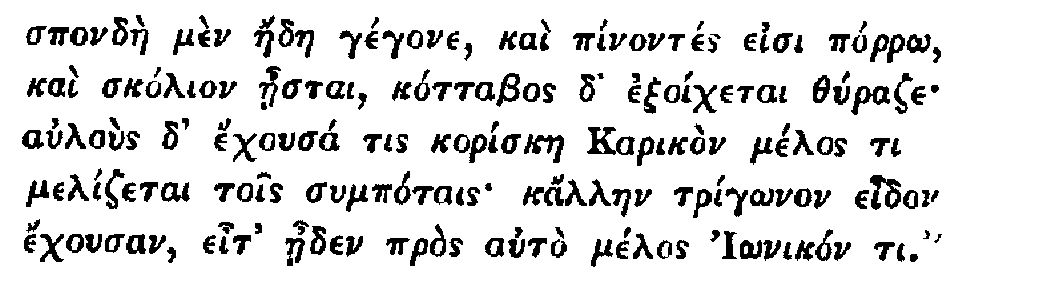 σπονδὴ μὲν ἤδη γέγονε, καὶ πίνοντές εἰσι πόρρω,
καὶ σκόλιον ᾖσται, κότταβος δ᾽ ἐξοίχεται θύραζε·
αὐλοὺς δ᾽ ἔχουσά τις κορίσκη Καρικὸν μέλος τι
μελίζεται τοῖς συμπόταις· κἄλλην τρίγωνον εἶδον
ἔχουσαν, εἶτ᾽ ᾖδεν πρὸς αὐτὸ μέλος Ἰωνικόν τι.”